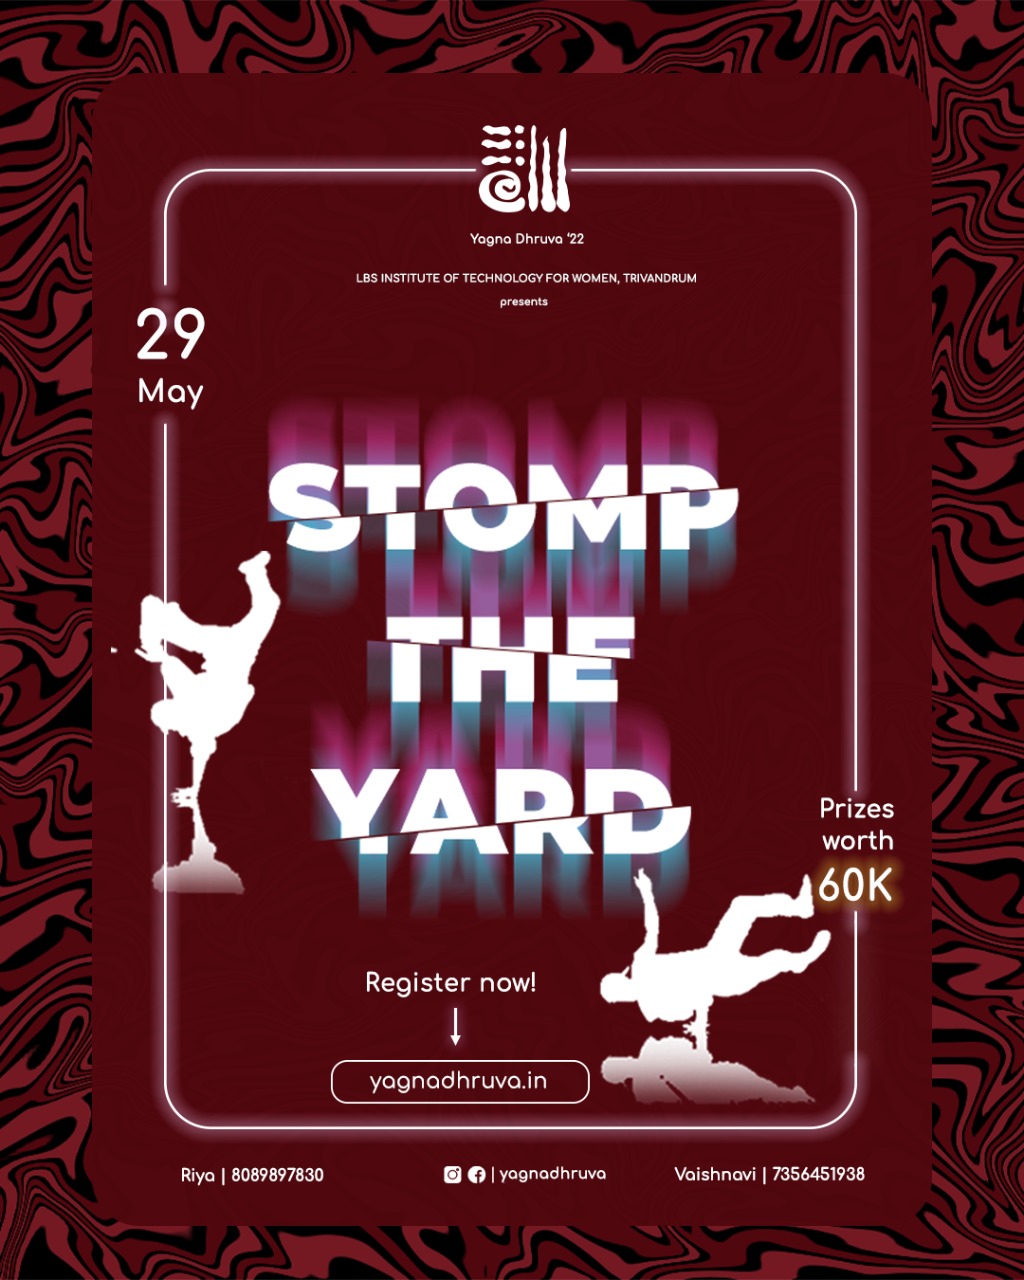 Yagna Dhruva ‘22
LBS INSTITUTE OF TECHNOLOGY FOR WOMEN, TRIVANDRUM
presents
29
May
STOMP
THE
YARD
Prizes
worth
60K
Register now!
yagnadhruva.in
Riya | 8089897830
| yagnadhruva
Vaishnavi | 7356451938